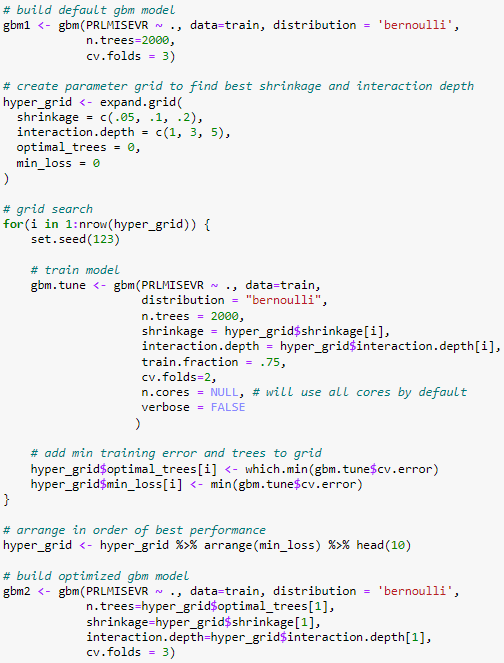 # build default gbm model
gbm1 <- gbm(PRLMISEVR ~ ., data=train, distribution = 'bernoulli',
            n.trees=2000,
            cv.folds = 3)

# create parameter grid to find best shrinkage and interaction depth
hyper_grid <- expand.grid(
  shrinkage = c(.05, .1, .2),
  interaction.depth = c(1, 3, 5),
  optimal_trees = 0,
  min_loss = 0
)

# grid search
for(i in 1:nrow(hyper_grid)) {
    set.seed(123)

    # train model
    gbm.tune <- gbm(PRLMISEVR ~ ., data=train,
                    distribution = "bernoulli",
                    n.trees = 2000,
                    shrinkage = hyper_grid$shrinkage[i],
                    interaction.depth = hyper_grid$interaction.depth[i],
                    train.fraction = .75,
                    cv.folds=2,
                    n.cores = NULL, # will use all cores by default
                    verbose = FALSE
                   )

    # add min training error and trees to grid
    hyper_grid$optimal_trees[i] <- which.min(gbm.tune$cv.error)
    hyper_grid$min_loss[i] <- min(gbm.tune$cv.error)
}

# arrange in order of best performance
hyper_grid <- hyper_grid %>% arrange(min_loss) %>% head(10)

# build optimized gbm model
gbm2 <- gbm(PRLMISEVR ~ ., data=train, distribution = 'bernoulli',
            n.trees=hyper_grid$optimal_trees[1],
            shrinkage=hyper_grid$shrinkage[1],
            interaction.depth=hyper_grid$interaction.depth[1],
            cv.folds = 3)